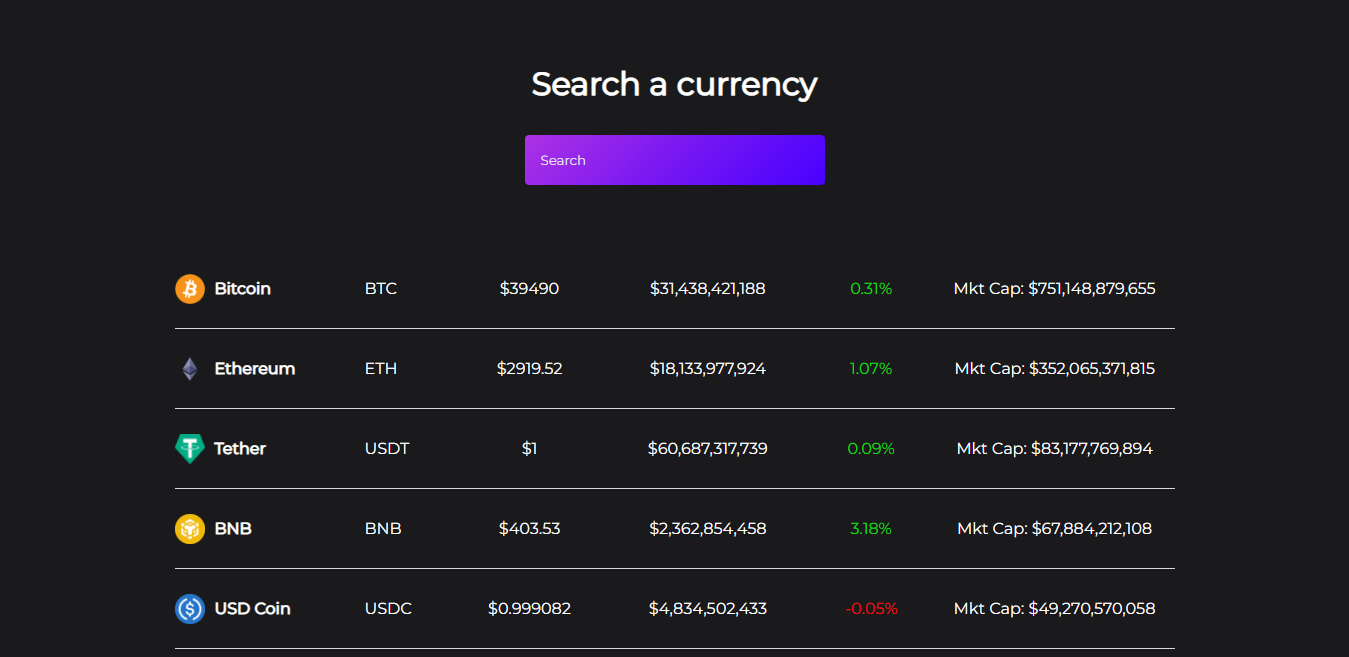 Search a currency
Search
Bitcoin BTC $39490 $31,438,421,188 0.31% Mkt Cap: $751,148,879,655
Ethereum ETH $2919.52 $18,133,977,924 1.07% Mkt Cap: $352,065,371,815
Tether USDT $1 $60,687,317,739 0.09% Mkt Cap: $83,177,769,894
BNB BNB $403.53 $2,362,854,458 3.18% Mkt Cap: $67,884,212,108
USD Coin USDC $0.999082 $4,834,502,433 -0.05% Mkt Cap: $49,270,570,058